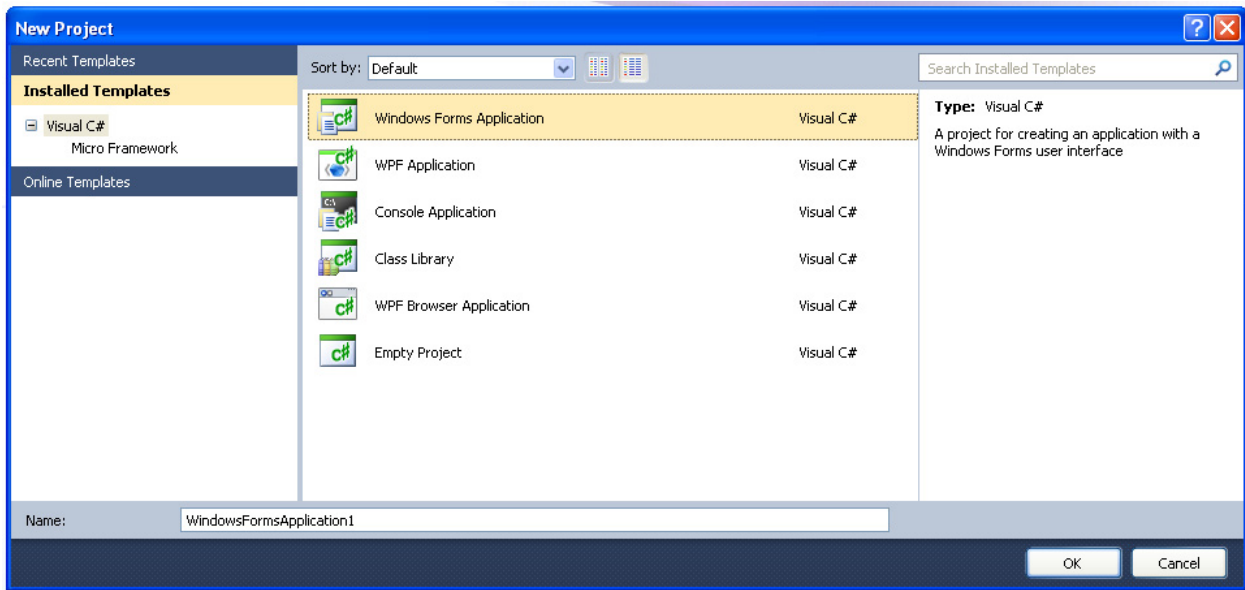 New Project
Recent Templates
Installed Templates
Visual C#
Micro Framework
Online Templates
Sort by: Default
Search Installed Templates
Windows Forms Application Visual C#
WPF Application Visual C#
Console Application Visual C#
Class Library Visual C#
WPF Browser Application Visual C#
Empty Project Visual C#
Type: Visual C#
A project for creating an application with a
Windows Forms user interface
Name: WindowsFormsApplication1
OK Cancel